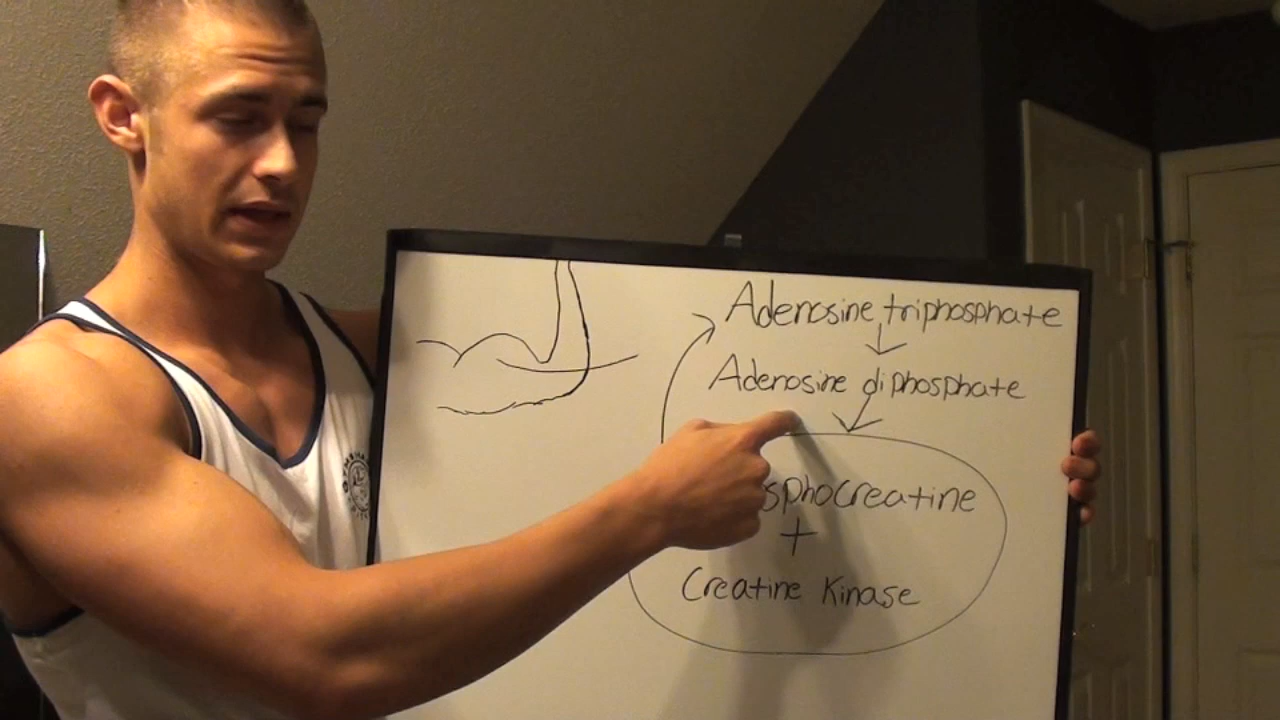 Adenosine triphosphate
Adenosine diphosphate
sphocreatine
+
Creatine Kinase